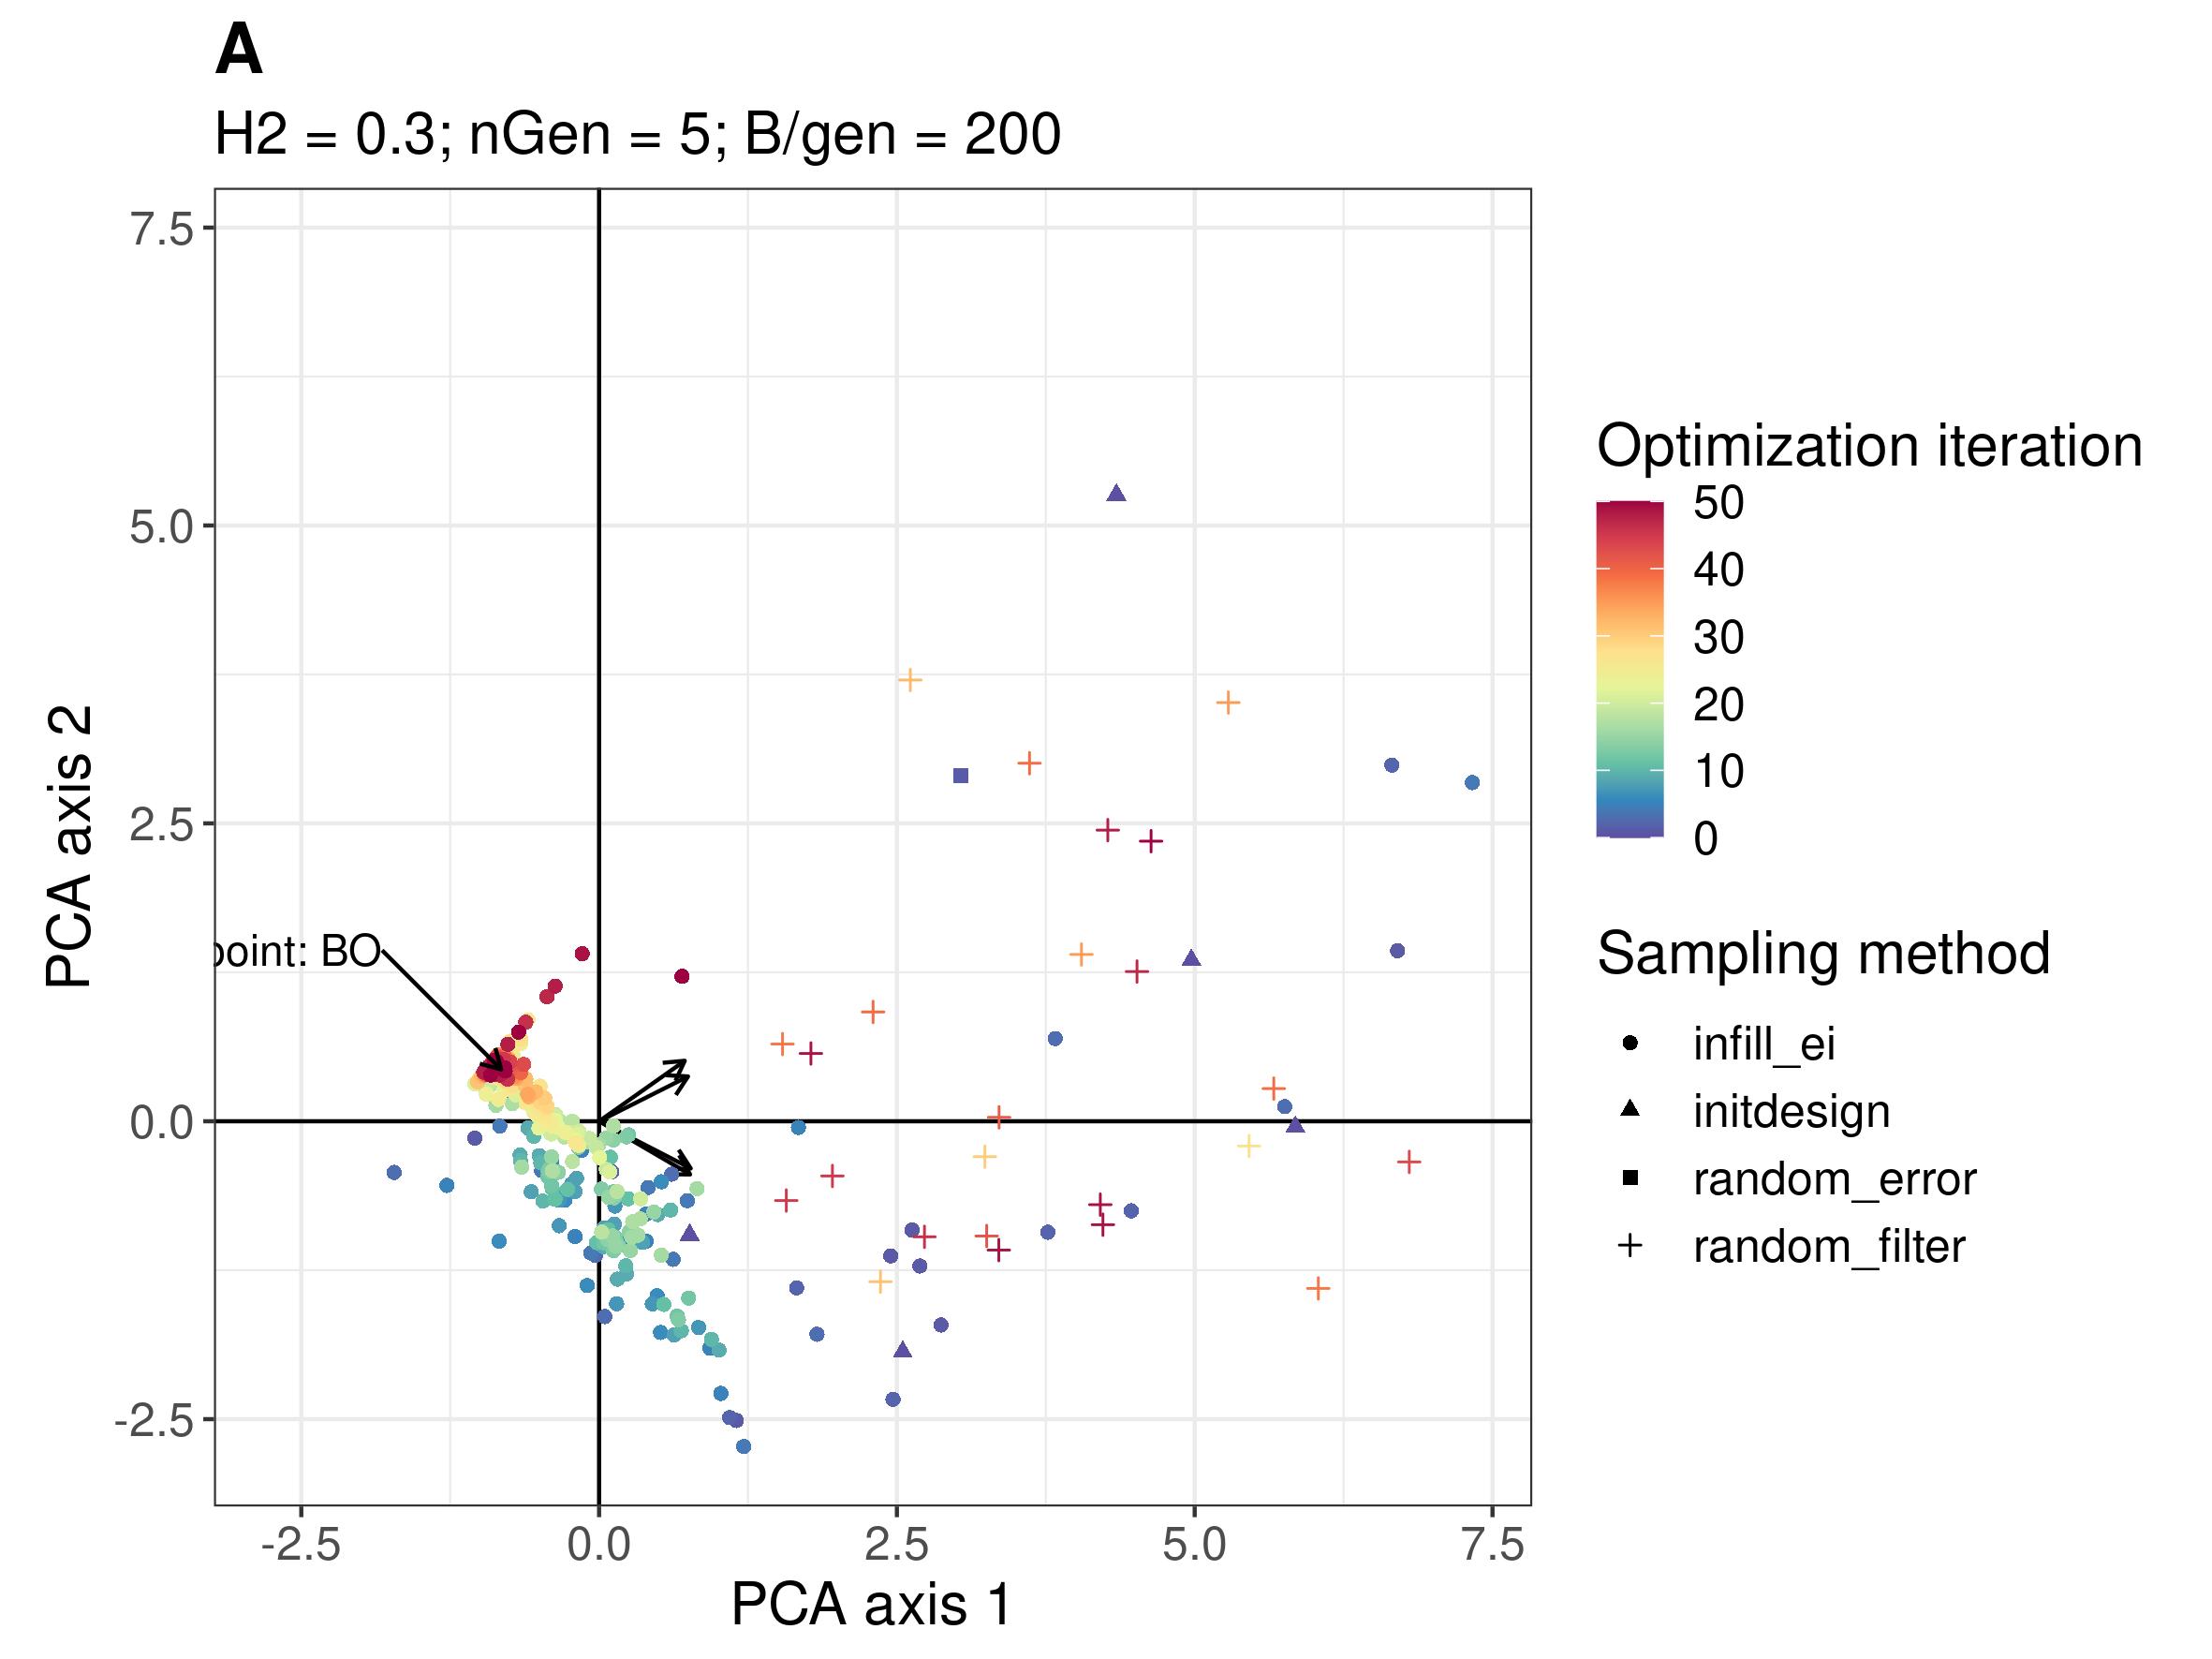 A
H2 = 0.3; nGen = 5; B/gen = 200
7.5
5.0
2.5
0.0
-2.5
PCA axis 2
point: BO
-2.5
0.0
2.5
5.0
7.5
PCA axis 1
Optimization iteration
50
40
30
20
10
0
Sampling method
infill_ei
initdesign
random_error
random_filter